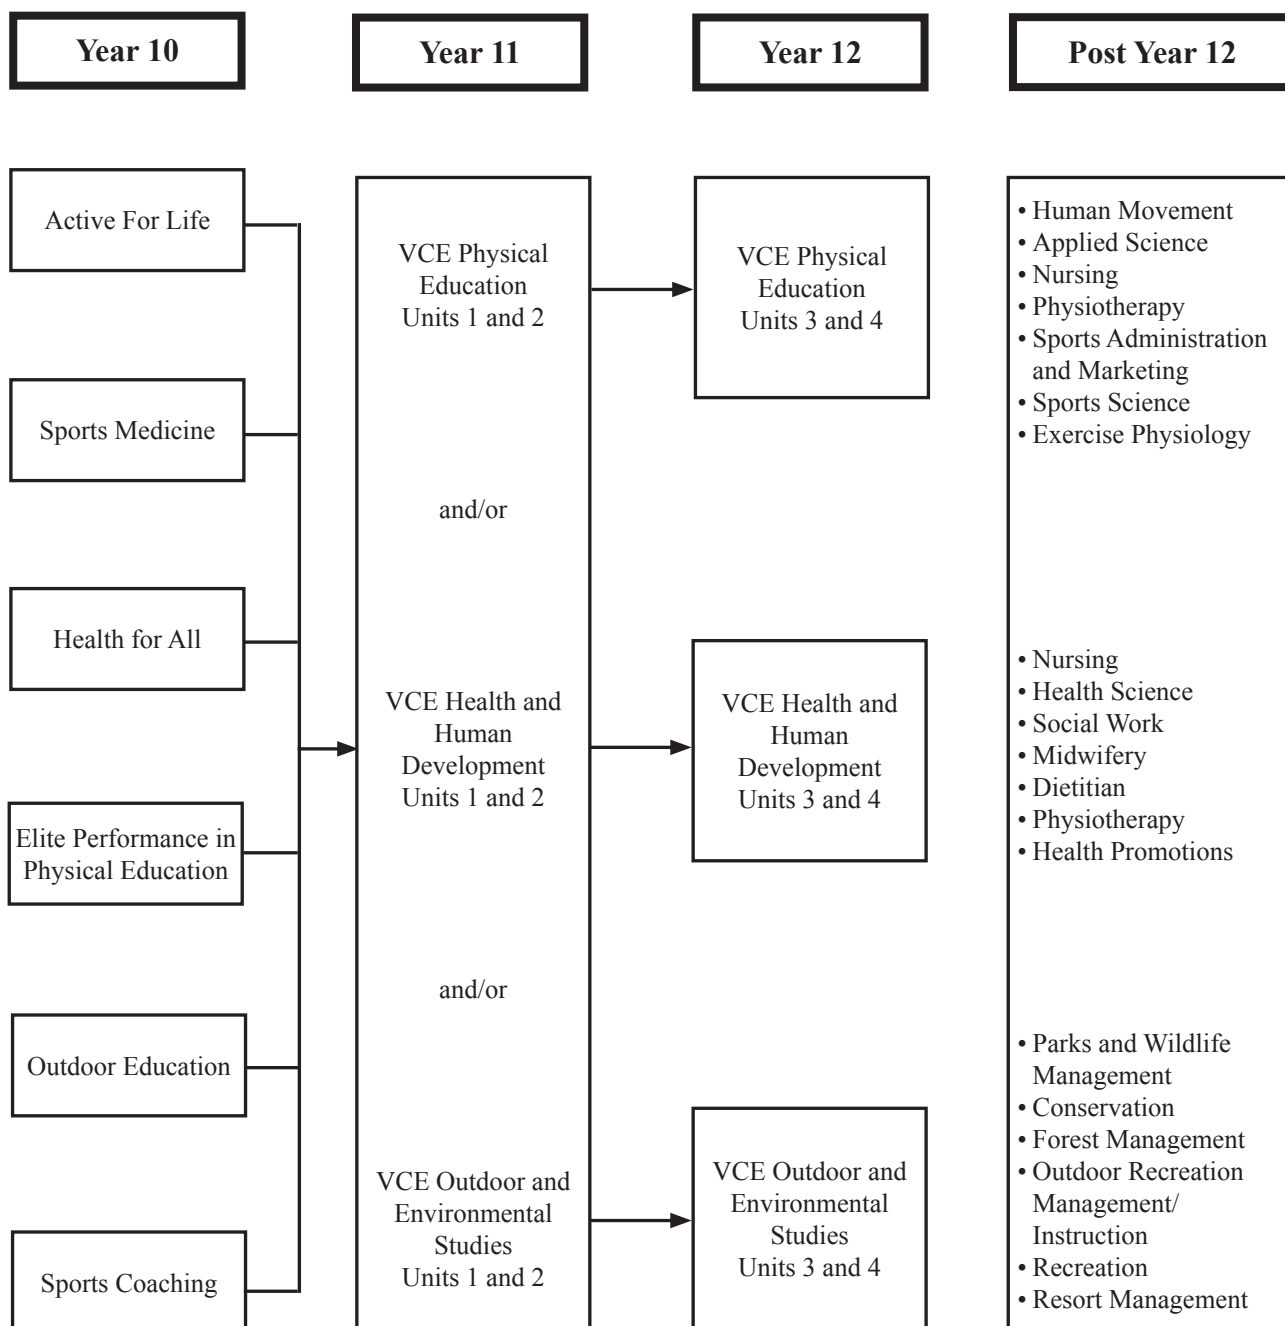 Year 10
Year 11
Year 12
Post Year 12
Active For Life
Sports Medicine
Health for All
Elite Performance in
Physical Education
Outdoor Education
Sports Coaching
VCE Physical
Education
Units 1 and 2
and/or
VCE Health and
Human
Development
Units 1 and 2
and/or
VCE Outdoor and
Environmental
Studies
Units 1 and 2
VCE Physical
Education
Units 3 and 4
VCE Health and
Human
Development
Units 3 and 4
VCE Outdoor and
Environmental
Studies
Units 3 and 4
• Human Movement
• Applied Science
• Nursing
• Physiotherapy
• Sports Administration
and Marketing
• Sports Science
• Exercise Physiology
• Nursing
• Health Science
• Social Work
• Midwifery
• Dietitian
• Physiotherapy
• Health Promotions
• Parks and Wildlife
Management
• Conservation
• Forest Management
• Outdoor Recreation
Management/
Instruction
• Recreation
• Resort Management